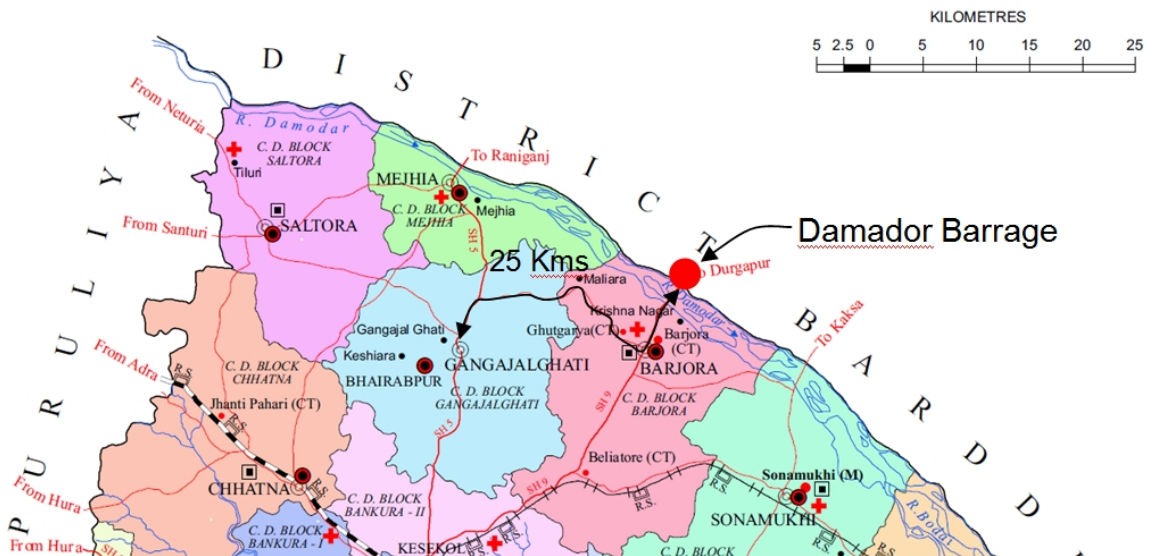 KILOMETRES
5 2.5 0 5 10 15 20 25
D I S T R I C T
B A R D D
P U R U L I Y A
From Neturia
R. Damodar
C. D. BLOCK
SALTORA
Tiluri
To Raniganj
MEJHIA
C. D. BLOCK
MEJHIA
Mejhia
SALTORA
From Santuri
SH 5
25 Kms
Damador Barrage
o Durgapur
Maliara
R. Damodar
Krishna Nagar
Ghutgarya(CT)
Barjora
(CT)
BARJORA
To Kaksa
Gangajal Ghati
Keshiara
GANGAJALGHATI
BHAIRABPUR
C. D. BLOCK
GANGAJALGHATI
C. D. BLOCK
BARJORA
SH 9
From Adra
R.S.
C. D. BLOCK
CHHATNA
Jhanti Pahari (CT)
R.S.
SH 5
Beliatore (CT)
SH 9
R.S.
R.S.
Sonamukhi (M)
SONAMUKHI
From Hura
CHHATNA
R.S.
C. D. BLOCK
BANKURA - II
C. D. BLOCK
BANKURA - I
KESEKOL
R.S.
R.S.
R. Bodai
From Hura
SH
C. D. BLOCK
R.S.
R.S.